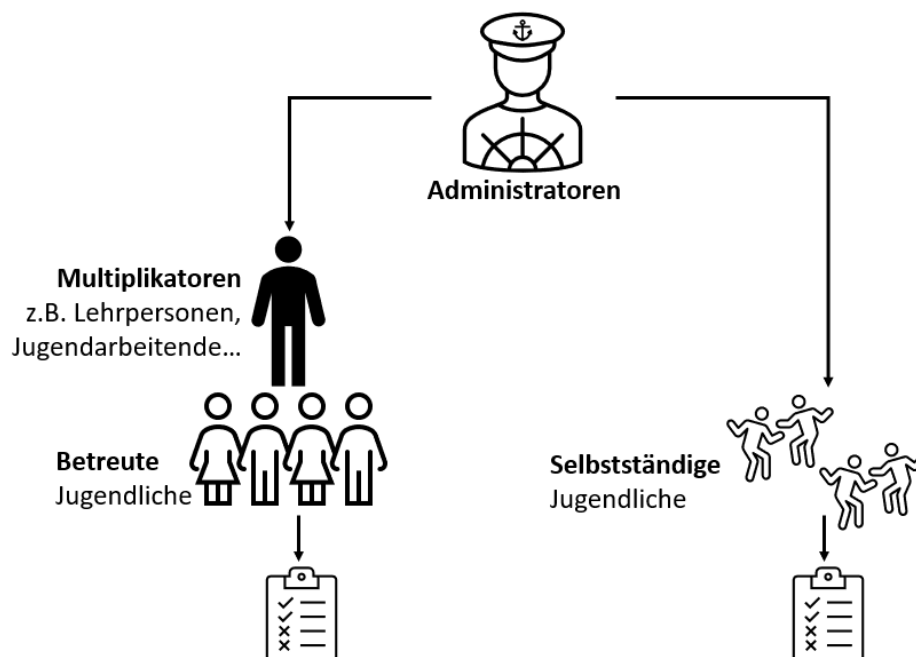 Administratoren
Multiplikatoren
z.B. Lehrpersonen,
Jugendarbeitende...
Betreute
Jugendliche
Selbstständige
Jugendliche